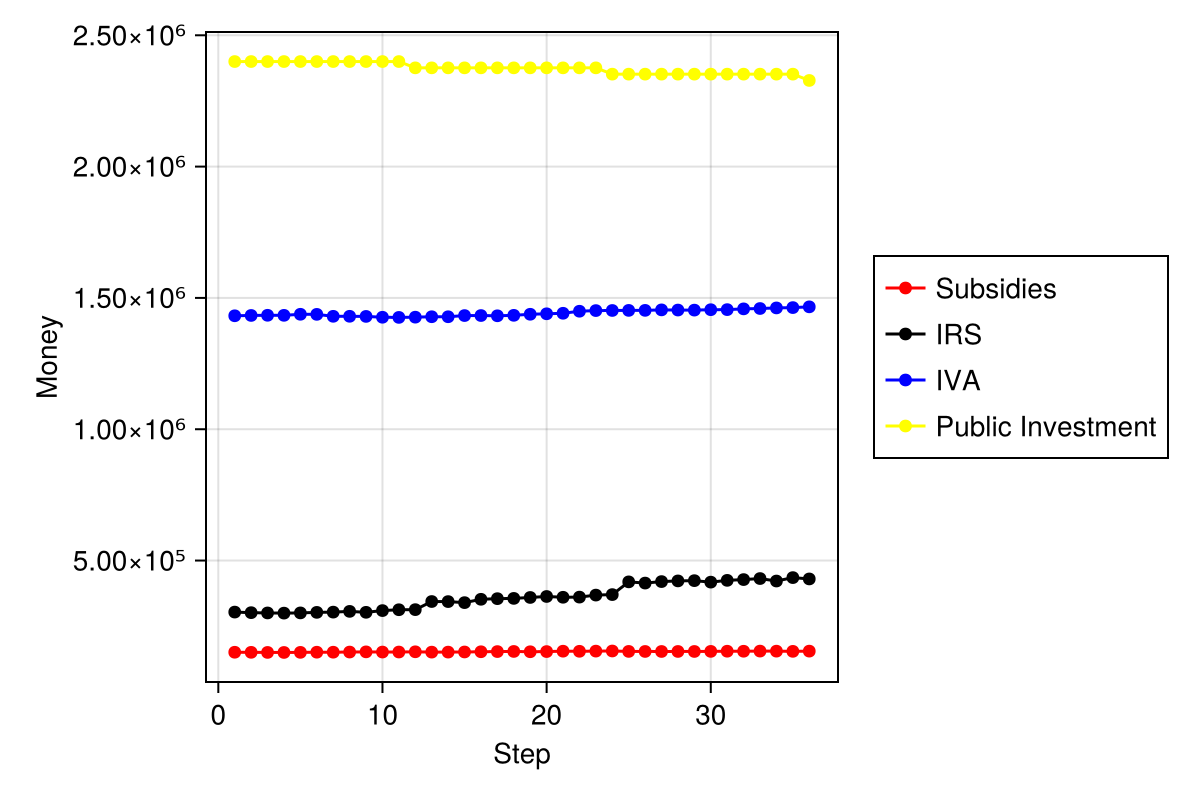 2.50×10⁶
2.00×10⁶
1.50×10⁶
1.00×10⁶
5.00×10⁵
Money
0 10 20 30
Step
Subsidies
IRS
IVA
Public Investment